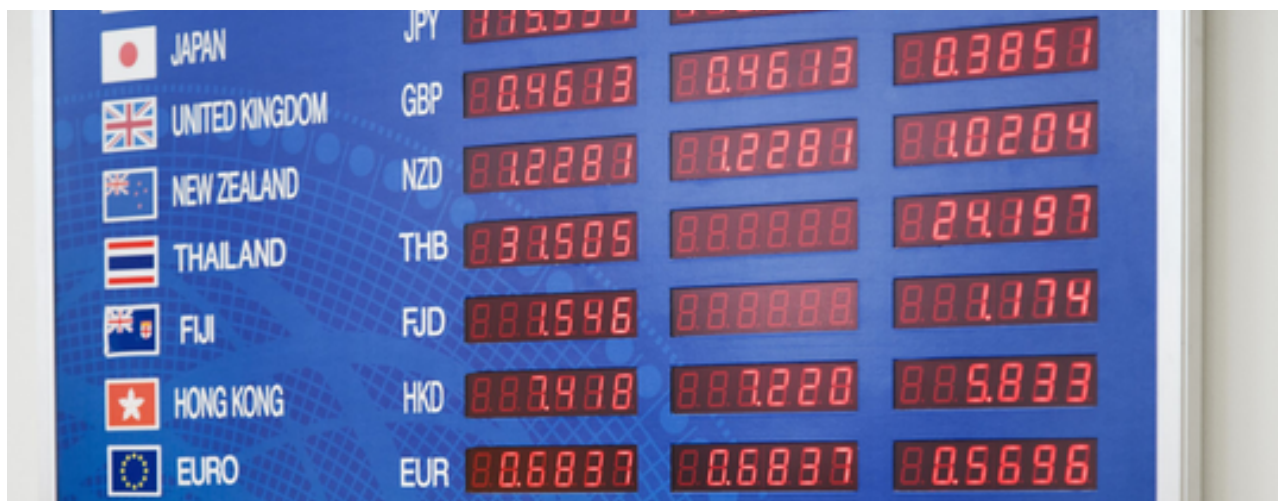 JAPAN JPY
UNITED KINGDOM GBP 0.4613 0.4613 0.3851
NEW ZEALAND NZD 1.2281 1.2281 1.0204
THAILAND THB 31.505 24.197
FIJI FJD 1.546 1.174
HONG KONG HKD 7.418 7.220 5.833
EURO EUR 0.6837 0.6837 0.5696